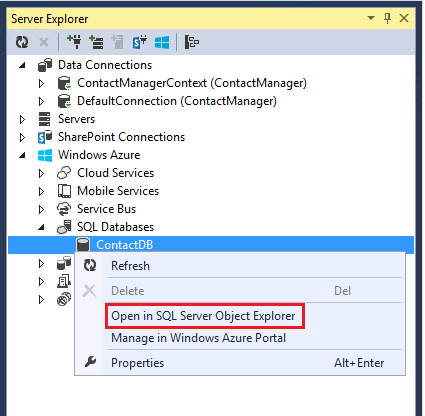 Server Explorer
Data Connections
ContactManagerContext (ContactManager)
DefaultConnection (ContactManager)
Servers
SharePoint Connections
Windows Azure
Cloud Services
Mobile Services
Service Bus
SQL Databases
ContactDB
Refresh
Delete Del
Open in SQL Server Object Explorer
Manage in Windows Azure Portal
Properties Alt+Enter